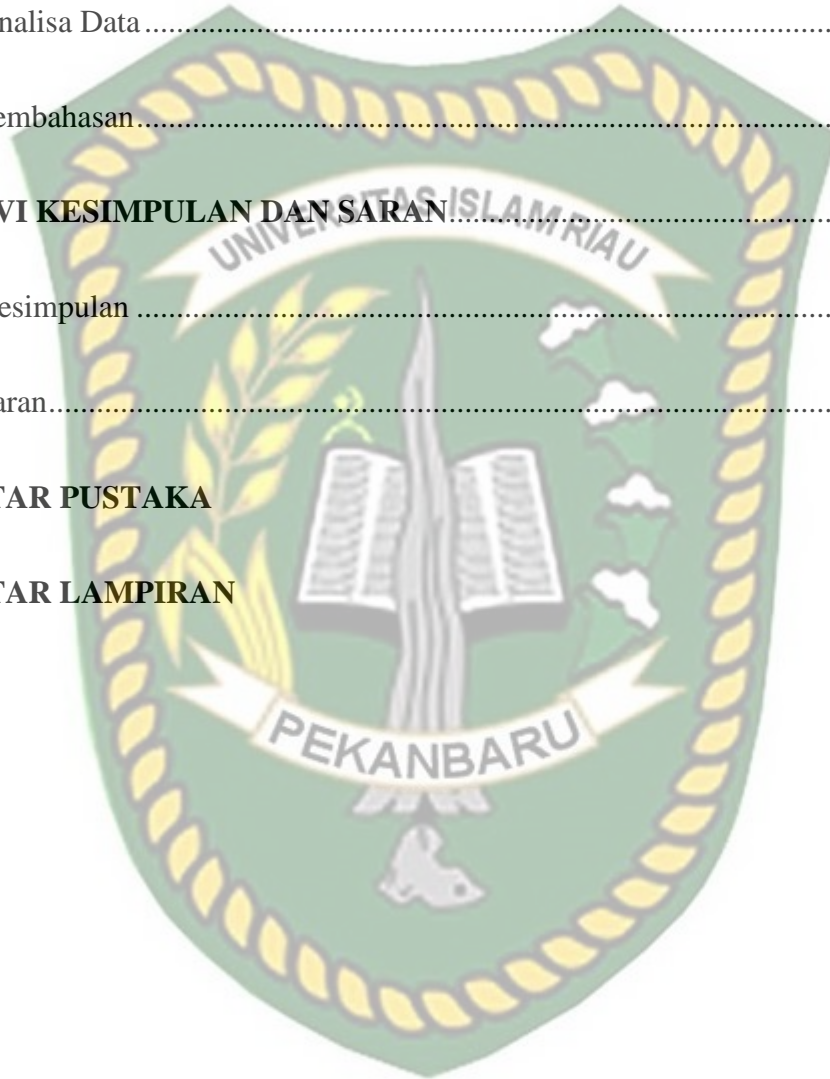 nalisa Data
embahasan
VI KESIMPULAN DAN SARAN
UNIVERSITAS ISLAM RIAU
esimpulan
aran
TAR PUSTAKA
TAR LAMPIRAN
PEKANBARU